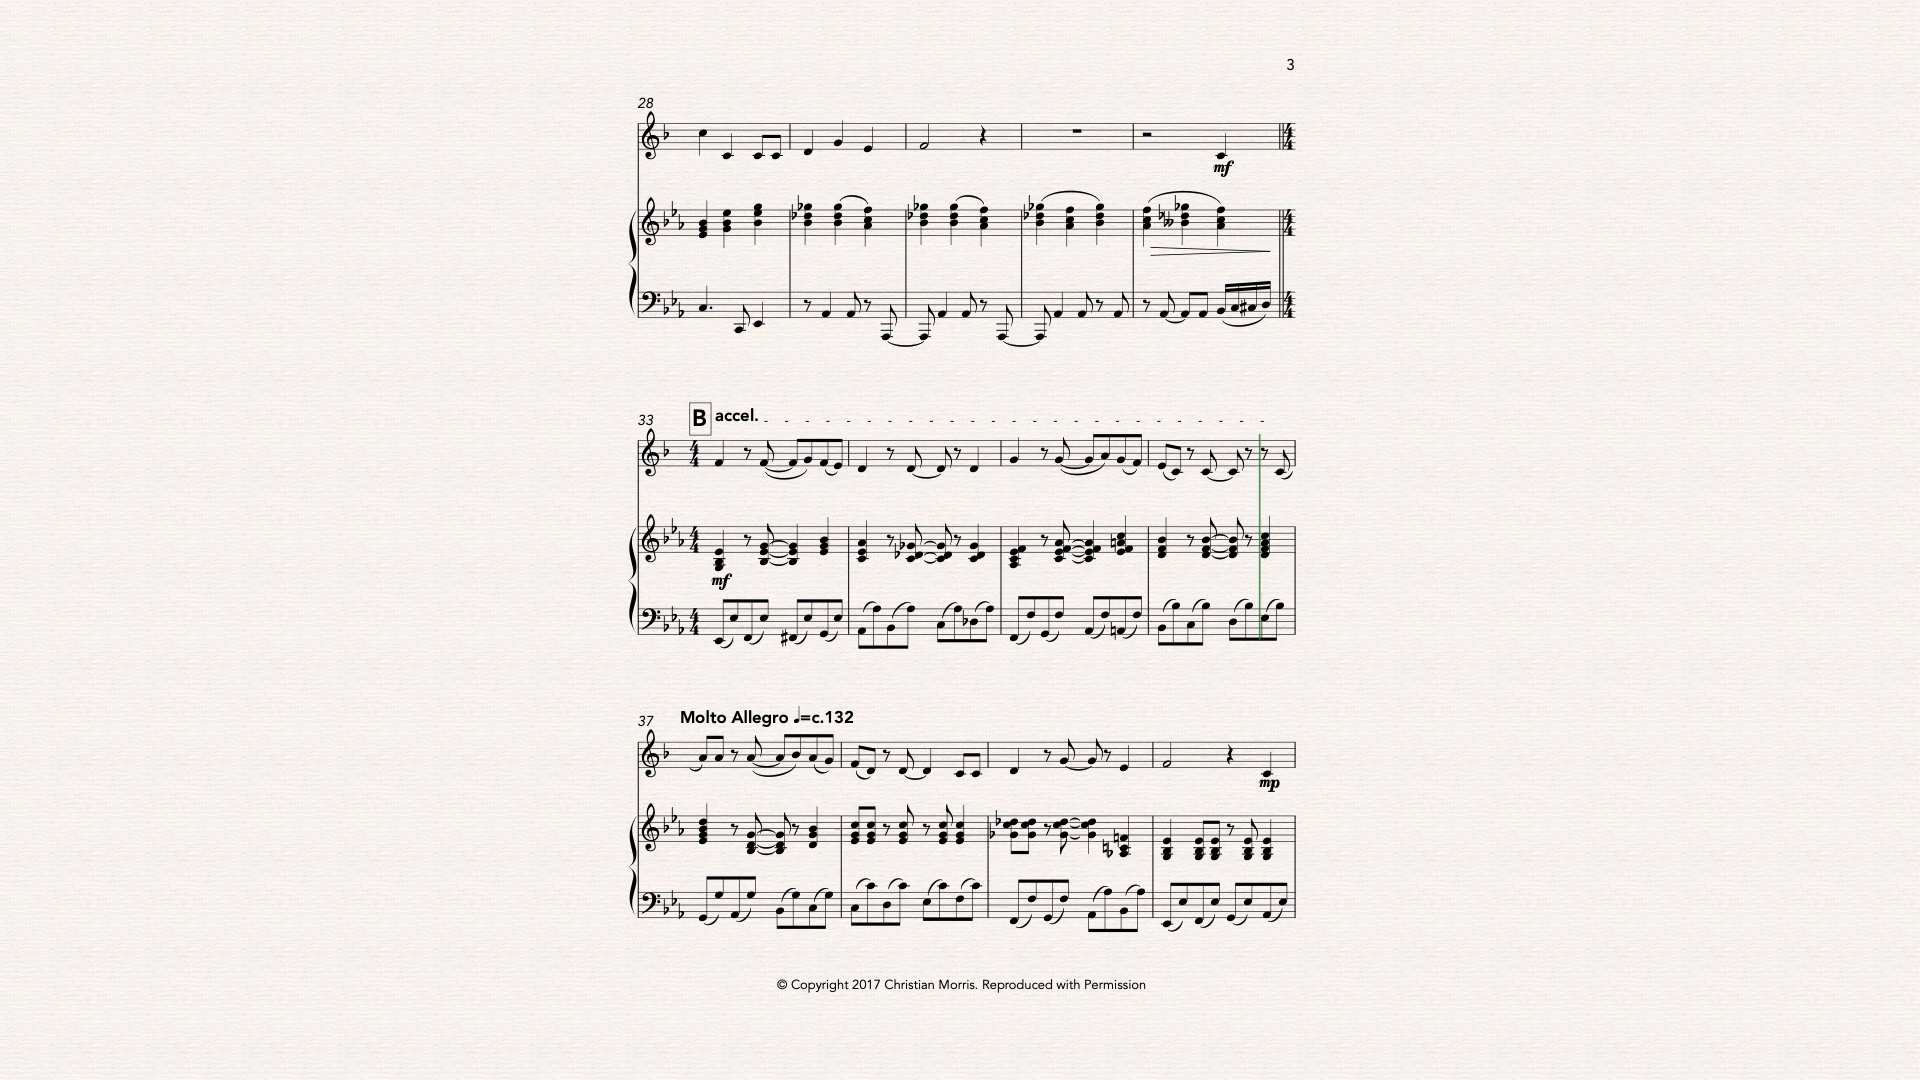 3
28
mf
33
B accel.
mf
37
Molto Allegro ♩=c.132
mp
© Copyright 2017 Christian Morris. Reproduced with Permission